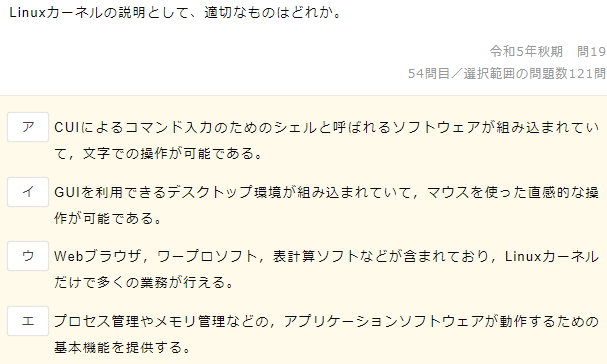 Linuxカーネルの説明として、適切なものはどれか。
令和5年秋期　問19
54問目／選択範囲の問題数121問
ア　CUIによるコマンド入力のためのシェルと呼ばれるソフトウェアが組み込まれてい
て，文字での操作が可能である。
イ　GUIを利用できるデスクトップ環境が組み込まれていて，マウスを使った直感的な操
作が可能である。
ウ　Webブラウザ，ワープロソフト，表計算ソフトなどが含まれており，Linuxカーネル
だけで多くの業務が行える。
エ　プロセス管理やメモリ管理などの，アプリケーションソフトウェアが動作するための
基本機能を提供する。